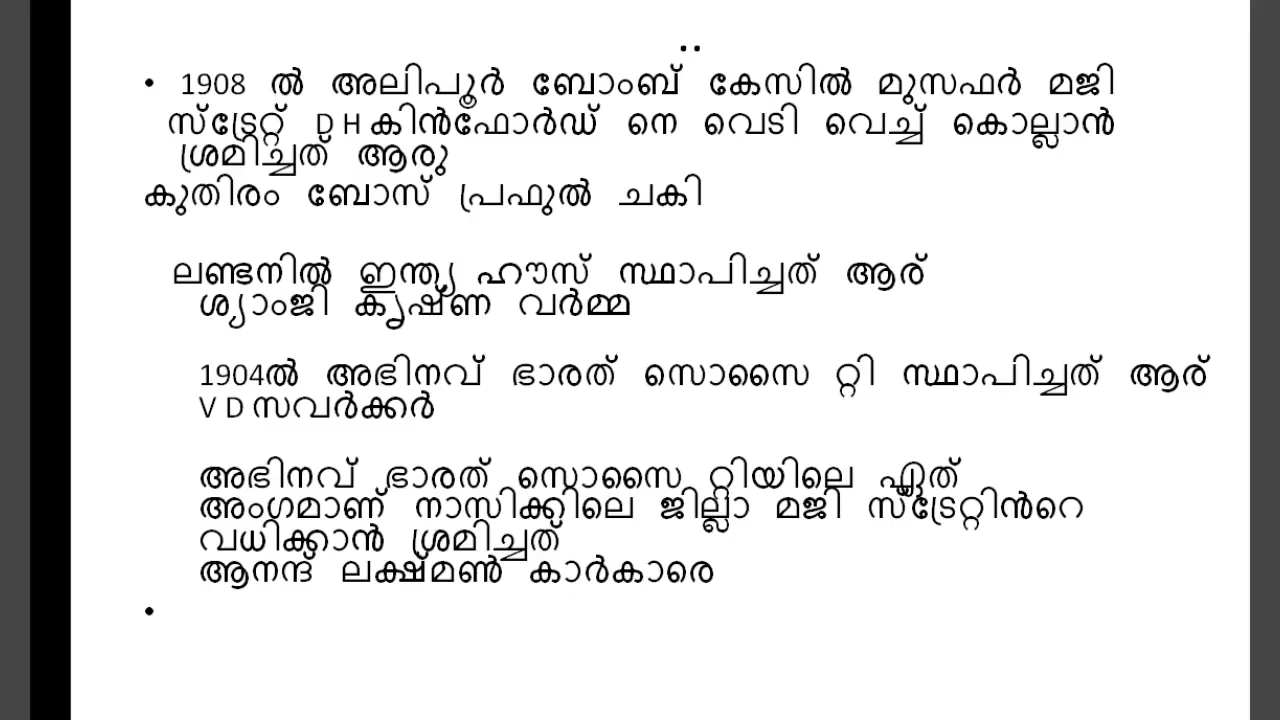 ..
• 1908 ൽ അലിപൂർ ബോംബ് കേസിൽ മുസഫർ മജി
സ്ട്രേറ്റ് D H കിൻഫോർഡ് നെ വെടി വെച്ച് കൊല്ലാൻ
ശ്രമിച്ചത് ആരു
കുതിരം ബോസ് പ്രഫുൽ ചകി
ലണ്ടനിൽ ഇന്ത്യ ഹൗസ് സ്ഥാപിച്ചത് ആര്
ശ്യാംജി കൃഷ്ണ വർമ്മ
1904ൽ അഭിനവ് ഭാരത് സൊസൈ റ്റി സ്ഥാപിച്ചത് ആര്
V D സവർക്കർ
അഭിനവ് ഭാരത് സൊസൈ റ്റിയിലെ ഏത്
അംഗമാണ് നാസിക്കിലെ ജില്ലാ മജി സ്ട്രേറ്റിൻറെ
വധിക്കാൻ ശ്രമിച്ചത്
ആനന്ദ് ലക്ഷ്മൺ കാർകാരെ
•